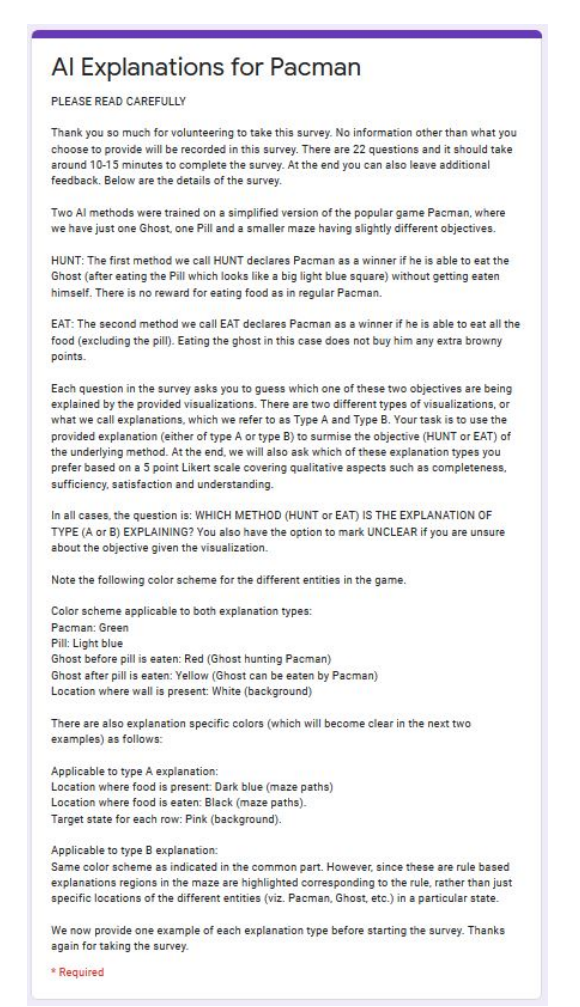 AI Explanations for Pacman
PLEASE READ CAREFULLY
Thank you so much for volunteering to take this survey. No information other than what you
choose to provide will be recorded in this survey. There are 22 questions and it should take
around 10-15 minutes to complete the survey. At the end you can also leave additional
feedback. Below are the details of the survey.
Two AI methods were trained on a simplified version of the popular game Pacman, where
we have just one Ghost, one Pill and a smaller maze having slightly different objectives.
HUNT: The first method we call HUNT declares Pacman as a winner if he is able to eat the
Ghost (after eating the Pill which looks like a big light blue square) without getting eaten
himself. There is no reward for eating food as in regular Pacman.
EAT: The second method we call EAT declares Pacman as a winner if he is able to eat all the
food (excluding the pill). Eating the ghost in this case does not buy him any extra browny
points.
Each question in the survey asks you to guess which one of these two objectives are being
explained by the provided visualizations. There are two different types of visualizations, or
what we call explanations, which we refer to as Type A and Type B. Your task is to use the
provided explanation (either of type A or type B) to surmise the objective (HUNT or EAT) of
the underlying method. At the end, we will also ask which of these explanation types you
prefer based on a 5 point Likert scale covering qualitative aspects such as completeness,
sufficiency, satisfaction and understanding.
In all cases, the question is: WHICH METHOD (HUNT or EAT) IS THE EXPLANATION OF
TYPE (A or B) EXPLAINING? You also have the option to mark UNCLEAR if you are unsure
about the objective given the visualization.
Note the following color scheme for the different entities in the game.
Color scheme applicable to both explanation types:
Pacman: Green
Pill: Light blue
Ghost before pill is eaten: Red (Ghost hunting Pacman)
Ghost after pill is eaten: Yellow (Ghost can be eaten by Pacman)
Location where wall is present: White (background)
There are also explanation specific colors (which will become clear in the next two
examples) as follows:
Applicable to type A explanation:
Location where food is present: Dark blue (maze paths)
Location where food is eaten: Black (maze paths).
Target state for each row: Pink (background).
Applicable to type B explanation:
Same color scheme as indicated in the common part. However, since these are rule based
explanations regions in the maze are highlighted corresponding to the rule, rather than just
specific locations of the different entities (viz. Pacman, Ghost, etc.) in a particular state.
We now provide one example of each explanation type before starting the survey. Thanks
again for taking the survey.
* Required